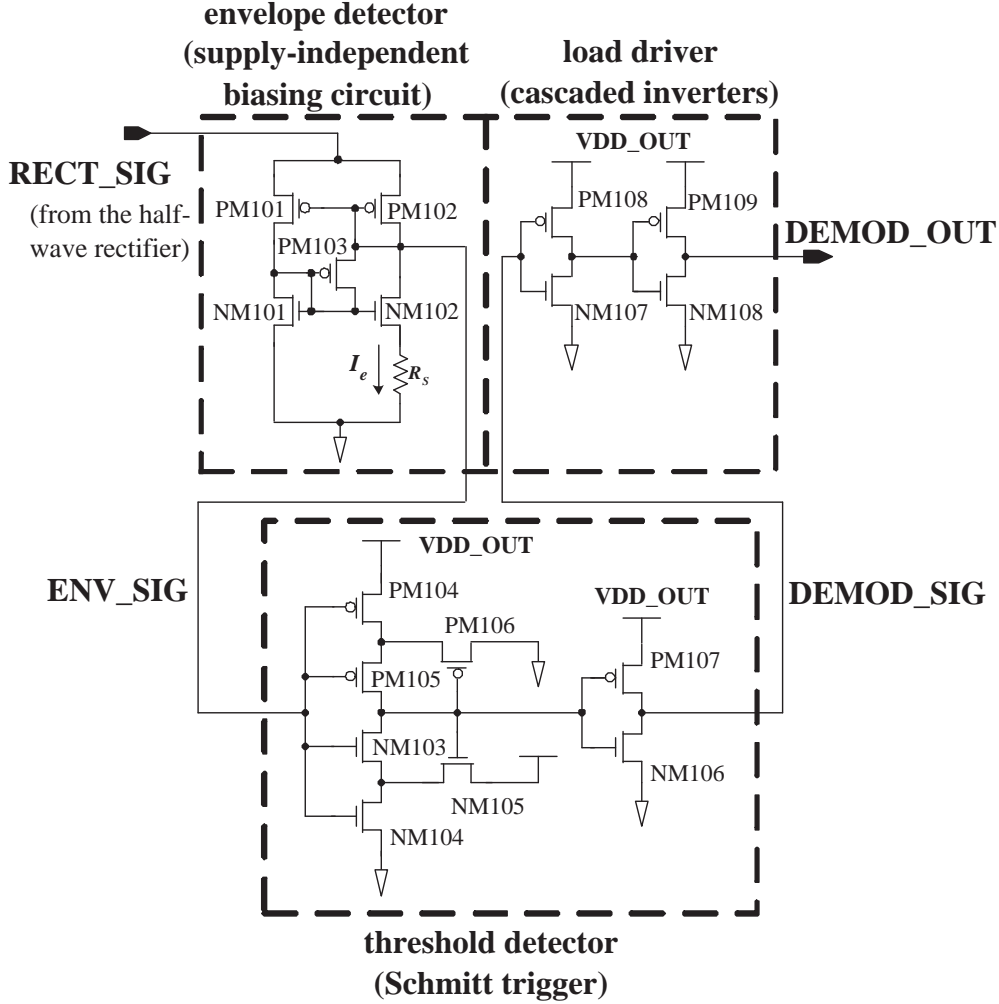 envelope detector
(supply-independent
biasing circuit)
load driver
(cascaded inverters)
RECT_SIG
(from the half-
wave rectifier)
PM101
PM102
PM103
NM101
NM102
I_e
R_S
VDD_OUT
PM108
PM109
DEMOD_OUT
NM107
NM108
ENV_SIG
VDD_OUT
PM104
PM106
PM105
NM103
NM105
NM104
VDD_OUT
PM107
NM106
DEMOD_SIG
threshold detector
(Schmitt trigger)